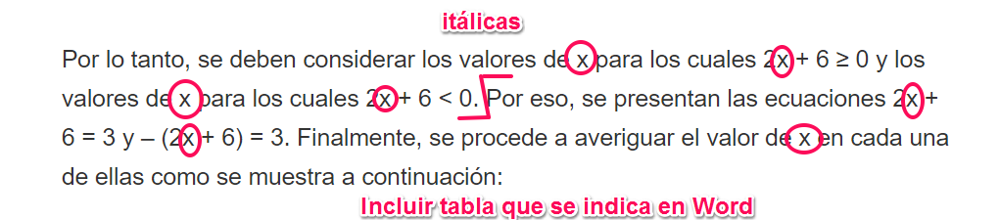 itálicas
Por lo tanto, se deben considerar los valores de x para los cuales 2x + 6 ≥ 0 y los
valores de x para los cuales 2x + 6 < 0. Por eso, se presentan las ecuaciones 2x +
6 = 3 y – (2x + 6) = 3. Finalmente, se procede a averiguar el valor de x en cada una
de ellas como se muestra a continuación:
Incluir tabla que se indica en Word